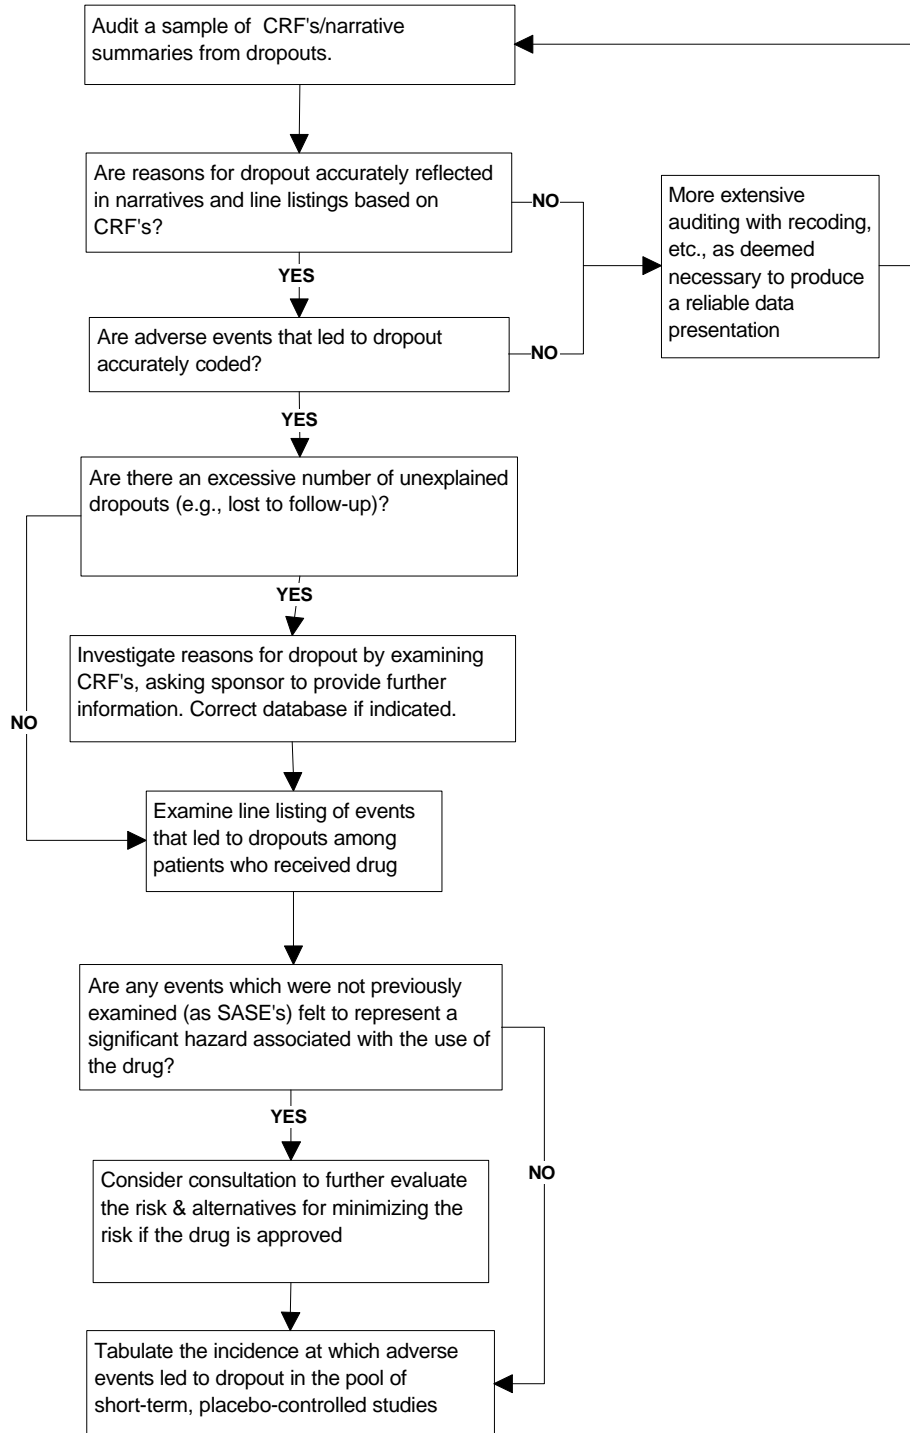 Audit a sample of  CRF's/narrative
summaries from dropouts.
Are reasons for dropout accurately reflected
in narratives and line listings based on
CRF's?
NO
More extensive
auditing with recoding,
etc., as deemed
necessary to produce
a reliable data
presentation
YES
Are adverse events that led to dropout
accurately coded?
NO
YES
Are there an excessive number of unexplained
dropouts (e.g., lost to follow-up)?
YES
Investigate reasons for dropout by examining
CRF's, asking sponsor to provide further
information. Correct database if indicated.
NO
Examine line listing of events
that led to dropouts among
patients who received drug
Are any events which were not previously
examined (as SASE's) felt to represent a
significant hazard associated with the use of
the drug?
YES
NO
Consider consultation to further evaluate
the risk & alternatives for minimizing the
risk if the drug is approved
Tabulate the incidence at which adverse
events led to dropout in the pool of
short-term, placebo-controlled studies